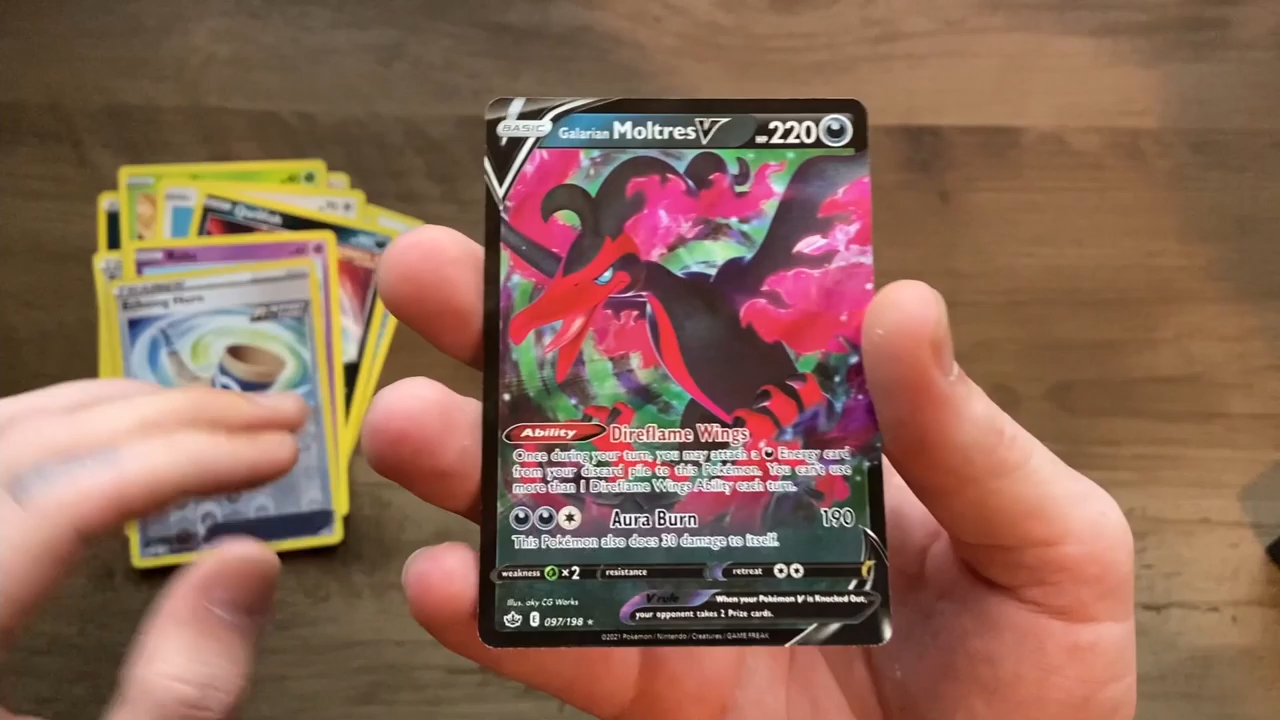 BASIC Galarian Moltres V HP 220
Ability Direflame Wings
Once during your turn, you may attach a Energy card
from your discard pile to this Pokémon. You can't use
more than 1 Direflame Wings Ability each turn.
Aura Burn 190
This Pokémon also does 30 damage to itself.
weakness ×2 resistance retreat
V rule When your Pokémon V is Knocked Out,
your opponent takes 2 Prize cards.
Illus. aky CG Works
E 097/198
©2021 Pokémon / Nintendo / Creatures / GAME FREAK
TRAINER